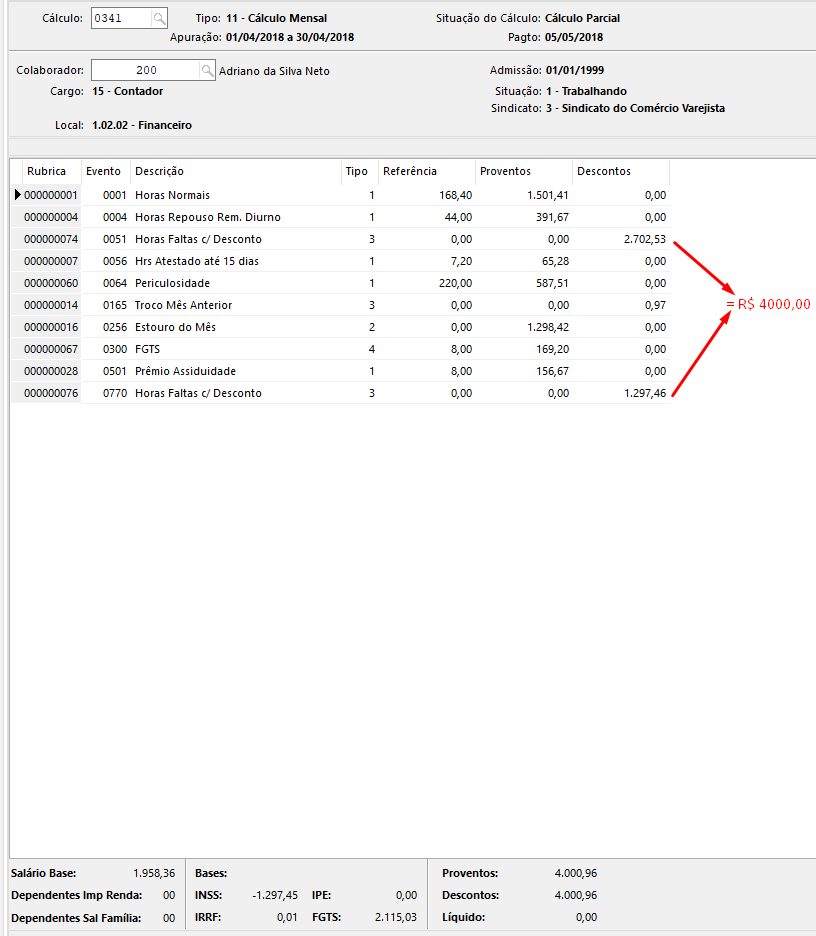 Cálculo: 0341 Tipo: 11 - Cálculo Mensal Situação do Cálculo: Cálculo Parcial
Apuração: 01/04/2018 a 30/04/2018 Pagto: 05/05/2018
Colaborador: 200 Adriano da Silva Neto Admissão: 01/01/1999
Cargo: 15 - Contador Situação: 1 - Trabalhando
Sindicato: 3 - Sindicato do Comércio Varejista
Local: 1.02.02 - Financeiro
Rubrica Evento Descrição Tipo Referência Proventos Descontos
000000001 0001 Horas Normais 1 168,40 1.501,41 0,00
000000004 0004 Horas Repouso Rem. Diurno 1 44,00 391,67 0,00
000000074 0051 Horas Faltas c/ Desconto 3 0,00 0,00 2.702,53
000000007 0056 Hrs Atestado até 15 dias 1 7,20 65,28 0,00
000000060 0064 Periculosidade 1 220,00 587,51 0,00
000000014 0165 Troco Mês Anterior 3 0,00 0,00 0,97
= R$ 4000,00
000000016 0256 Estouro do Mês 2 0,00 1.298,42 0,00
000000067 0300 FGTS 4 8,00 169,20 0,00
000000028 0501 Prêmio Assiduidade 1 8,00 156,67 0,00
000000076 0770 Horas Faltas c/ Desconto 3 0,00 0,00 1.297,46
Salário Base: 1.958,36 Bases: Proventos: 4.000,96
Dependentes Imp Renda: 00 INSS: -1.297,45 IPE: 0,00 Descontos: 4.000,96
Dependentes Sal Família: 00 IRRF: 0,01 FGTS: 2.115,03 Líquido: 0,00